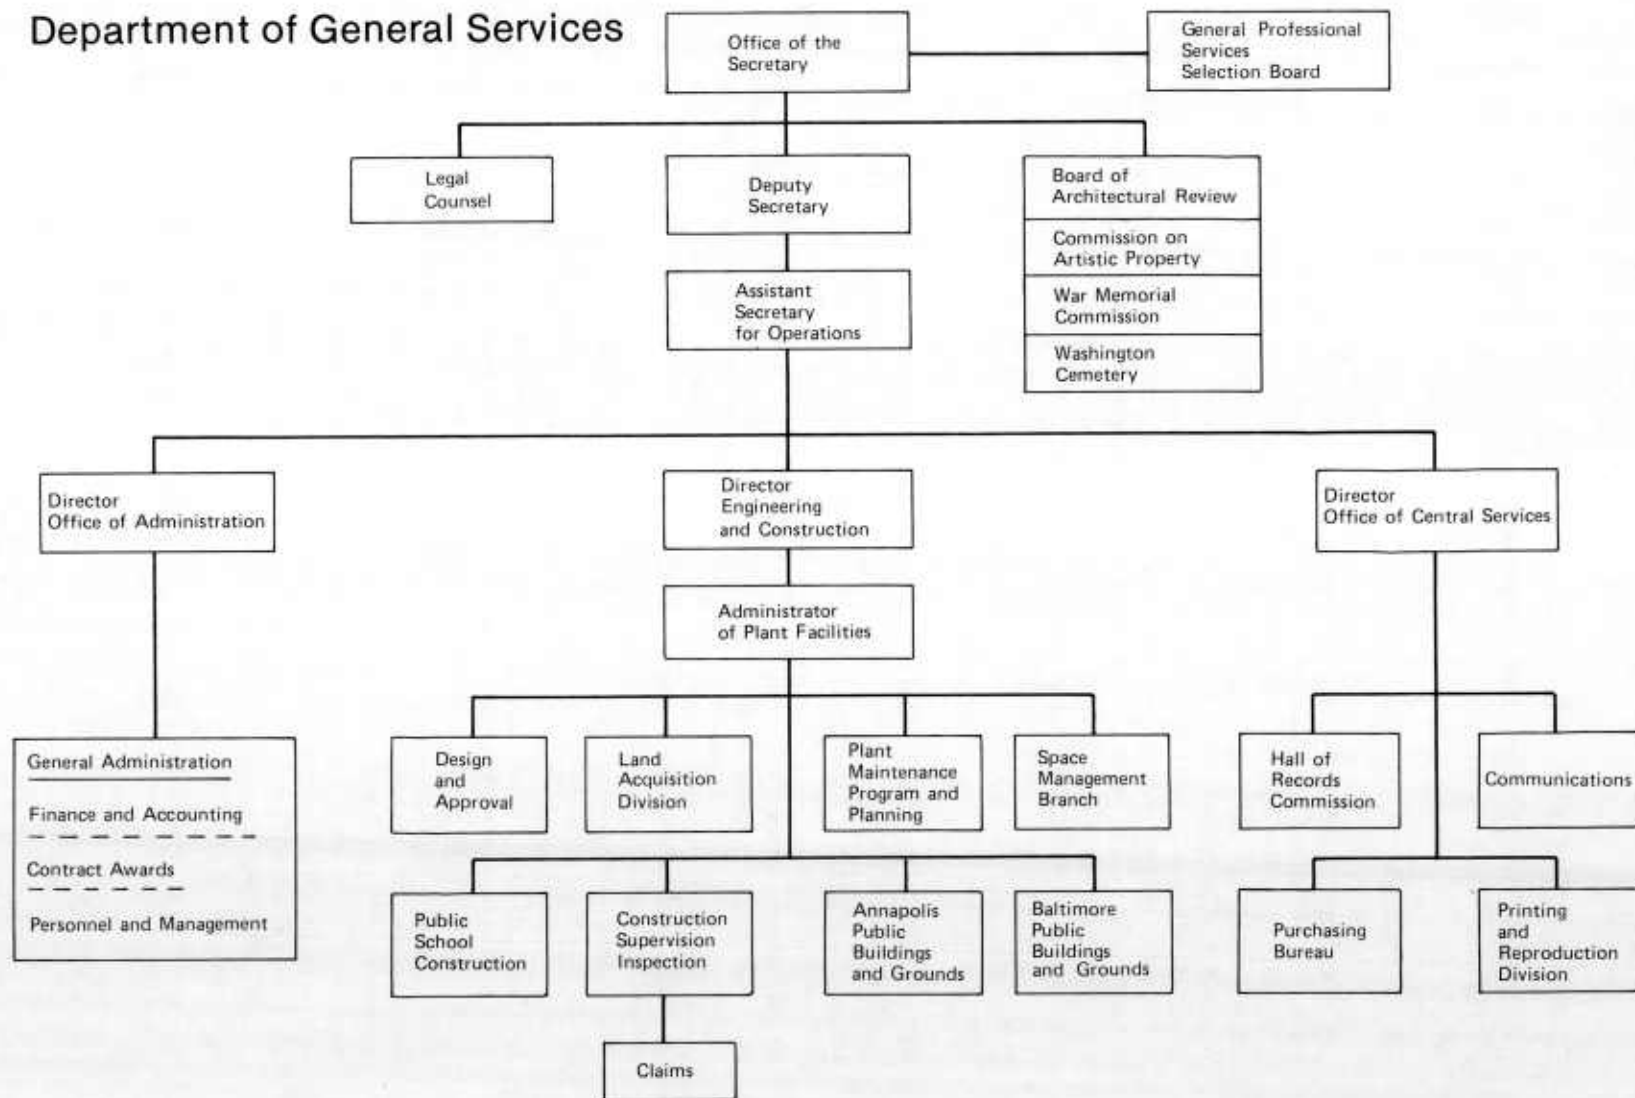 Department of General Services
Office of the
Secretary
General Professional
Services
Selection Board
Legal
Counsel
Deputy
Secretary
Board of
Architectural Review
Commission on
Artistic Property
War Memorial
Commission
Washington
Cemetery
Assistant
Secretary
for Operations
Director
Office of Administration
Director
Engineering
and Construction
Director
Office of Central Services
Administrator
of Plant Facilities
General Administration
Finance and Accounting
Contract Awards
Personnel and Management
Design
and
Approval
Land
Acquisition
Division
Plant
Maintenance
Program and
Planning
Space
Management
Branch
Hall of
Records
Commission
Communications
Public
School
Construction
Construction
Supervision
Inspection
Annapolis
Public
Buildings
and Grounds
Baltimore
Public
Buildings
and Grounds
Purchasing
Bureau
Printing
and
Reproduction
Division
Claims